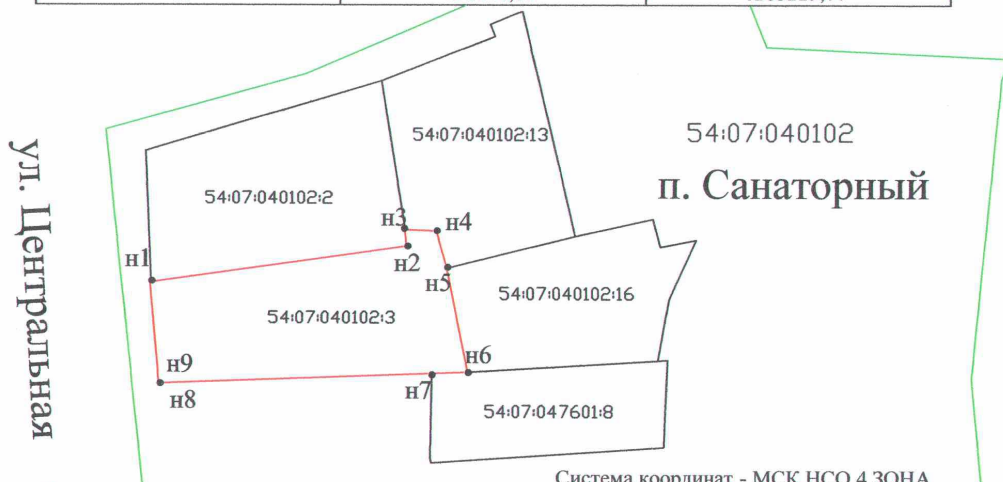 54:07:040102:13
54:07:040102
п. Санаторный
ул. Центральная
54:07:040102:2
н3
н4
н2
н1
н5
54:07:040102:16
54:07:040102:3
н6
н9
н7
н8
54:07:047601:8
Система координат - МСК НСО 4 ЗОНА